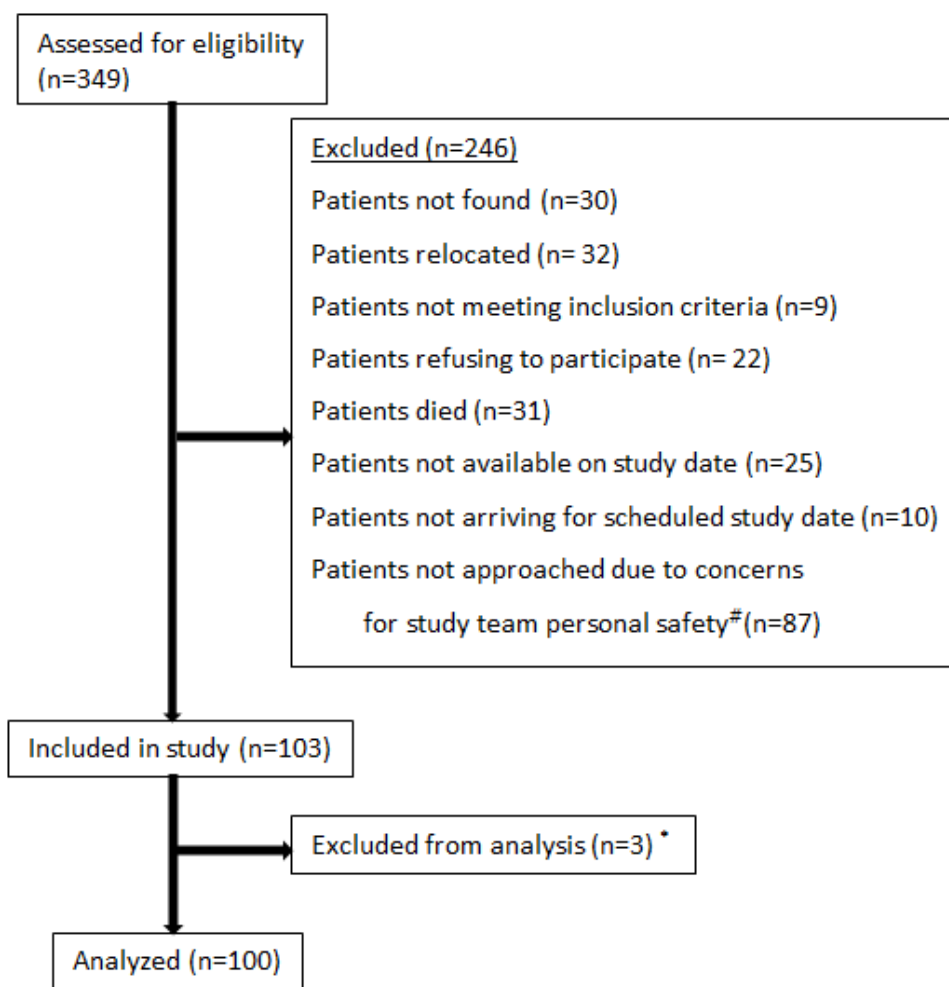 Assessed for eligibility
(n=349)
Excluded (n=246)
Patients not found (n=30)
Patients relocated (n= 32)
Patients not meeting inclusion criteria (n=9)
Patients refusing to participate (n= 22)
Patients died (n=31)
Patients not available on study date (n=25)
Patients not arriving for scheduled study date (n=10)
Patients not approached due to concerns
for study team personal safety# (n=87)
Included in study (n=103)
Excluded from analysis (n=3) *
Analyzed (n=100)